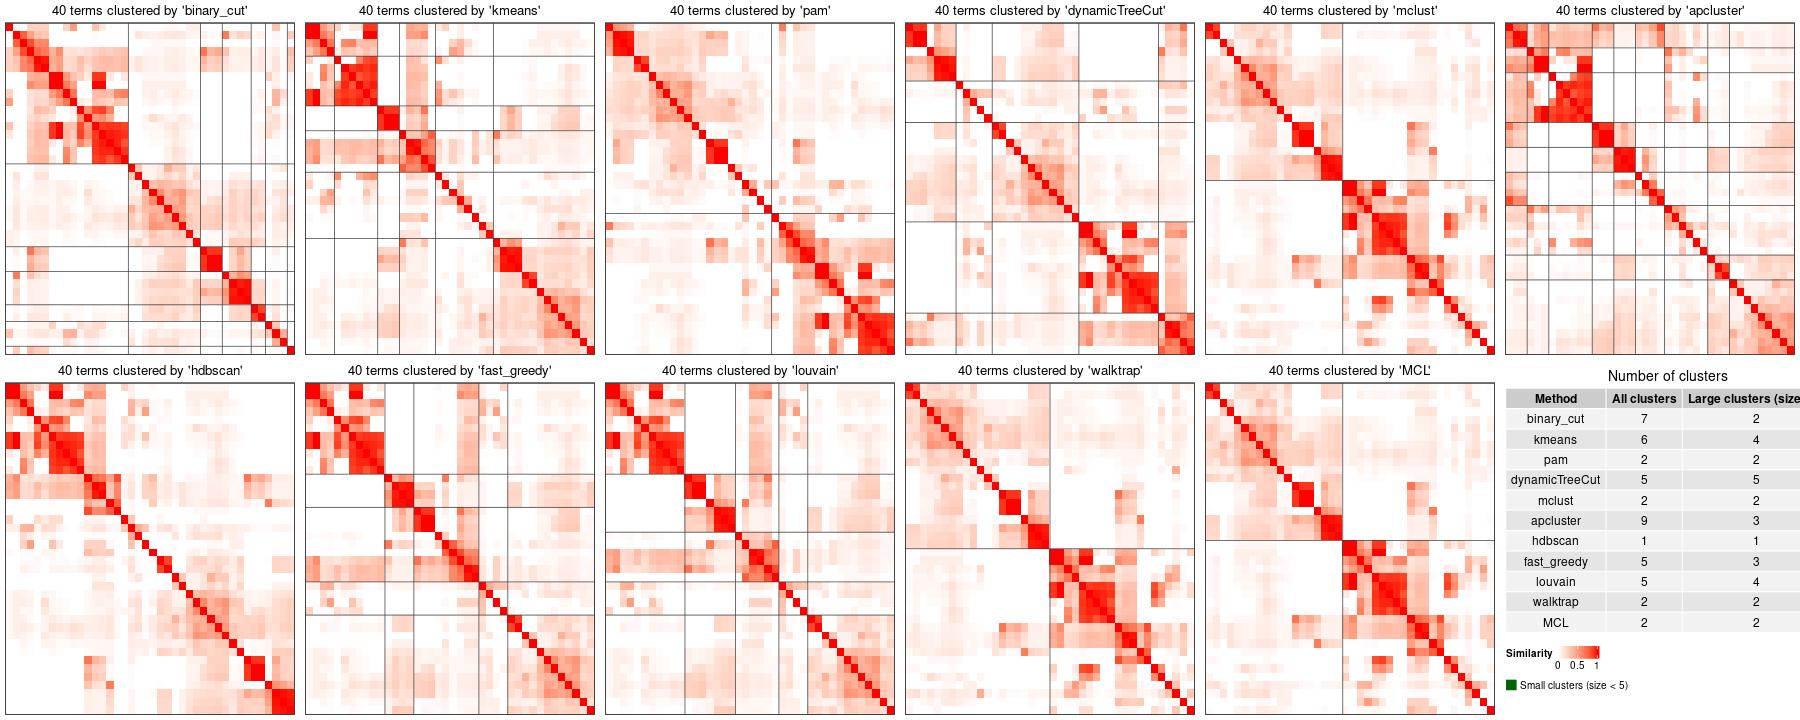 40 terms clustered by 'binary_cut'
40 terms clustered by 'kmeans'
40 terms clustered by 'pam'
40 terms clustered by 'dynamicTreeCut'
40 terms clustered by 'mclust'
40 terms clustered by 'apcluster'
40 terms clustered by 'hdbscan'
40 terms clustered by 'fast_greedy'
40 terms clustered by 'louvain'
40 terms clustered by 'walktrap'
40 terms clustered by 'MCL'
Number of clusters
Method All clusters Large clusters (size
binary_cut 7 2
kmeans 6 4
pam 2 2
dynamicTreeCut 5 5
mclust 2 2
apcluster 9 3
hdbscan 1 1
fast_greedy 5 3
louvain 5 4
walktrap 2 2
MCL 2 2
Similarity
0 0.5 1
Small clusters (size < 5)